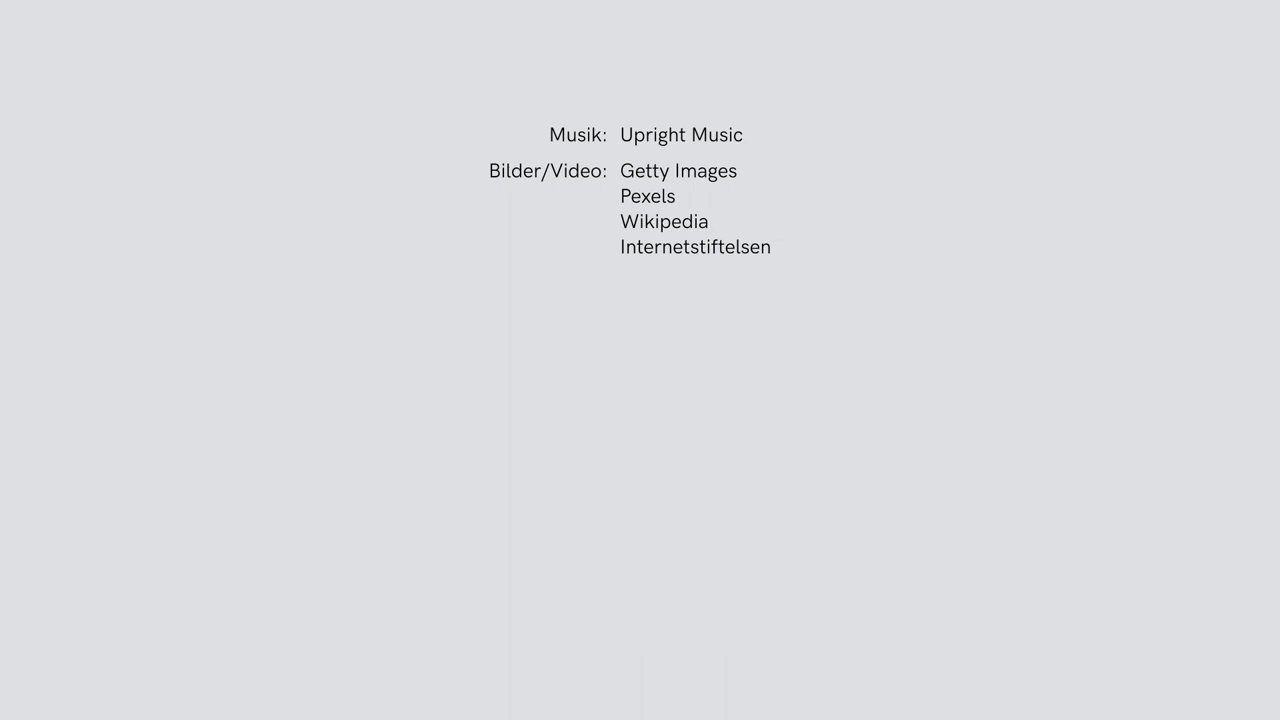 Musik: Upright Music
Bilder/Video: Getty Images
Pexels
Wikipedia
Internetstiftelsen